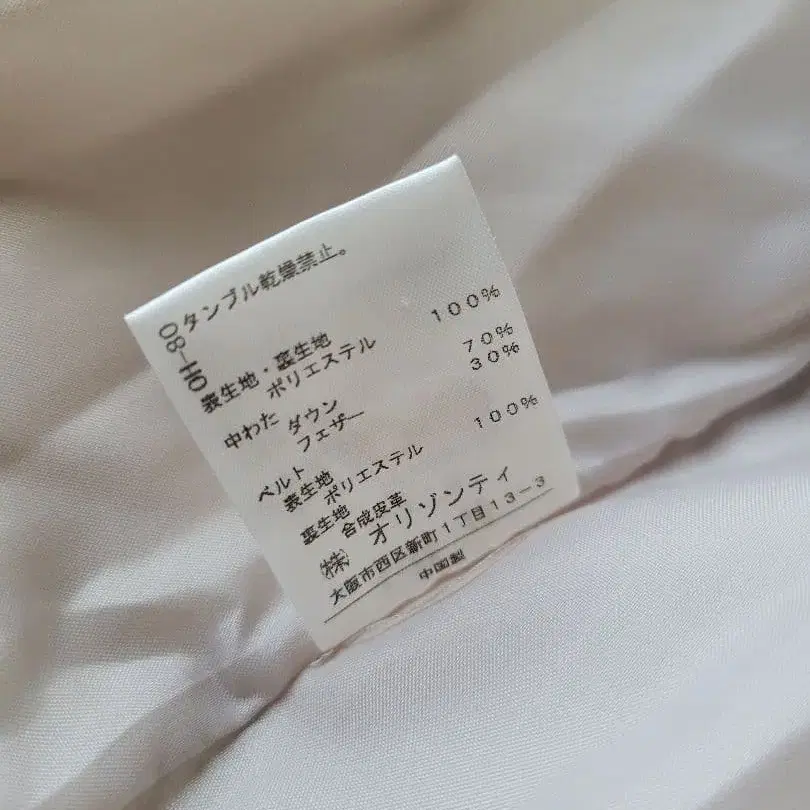 タンブル乾燥禁止。
08-HO
表生地・裏生地
ポリエステル 100%
中わた ダウン 70%
フェザー 30%
ベルト
表生地
ポリエステル 100%
裏生地
合成皮革
(株) オリゾンティ
大阪市西区新町1丁目13-3
中国製